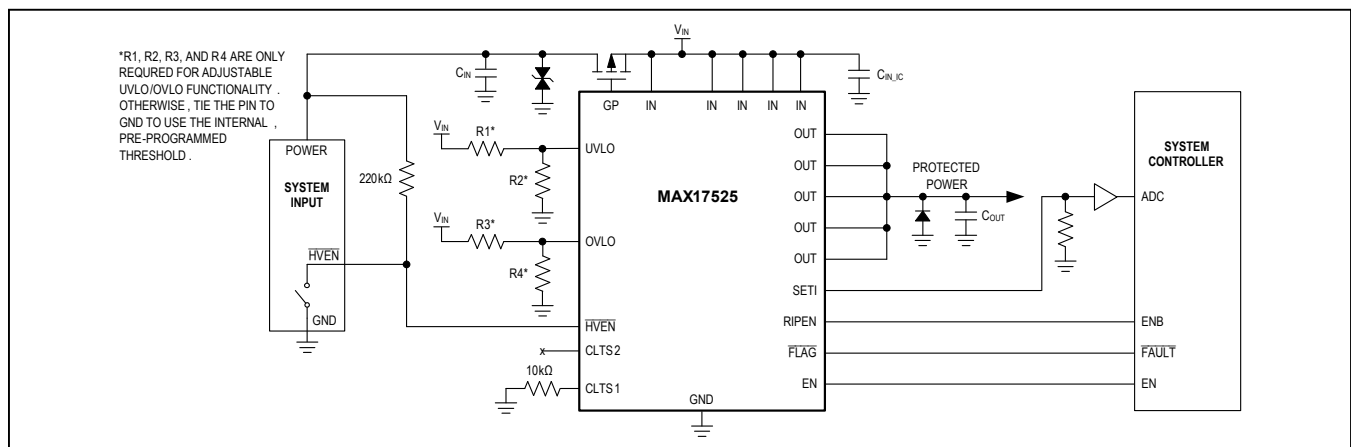 *R1, R2, R3, AND R4 ARE ONLY
REQURED FOR ADJUSTABLE
UVLO/OVLO FUNCTIONALITY .
OTHERWISE , TIE THE PIN TO
GND TO USE THE INTERNAL ,
PRE-PROGRAMMED
THRESHOLD .
POWER
SYSTEM
INPUT
HVEN
GND
220kΩ
CIN
VIN
CIN_IC
GP
IN
IN
IN
IN
IN
VIN
R1*
R2*
UVLO
VIN
R3*
R4*
OVLO
HVEN
x
CLTS2
10kΩ
CLTS1
MAX17525
GND
OUT
OUT
OUT
OUT
OUT
SETI
RIPEN
FLAG
EN
PROTECTED
POWER
COUT
SYSTEM
CONTROLLER
ADC
ENB
FAULT
EN